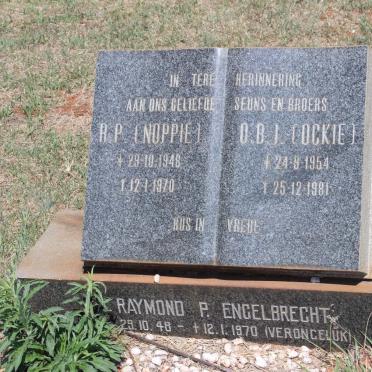 IN TERE HERINNERING
AAN ONS GELIEFDE SEUNS EN BROERS
R.P. (NOPPIE) O.B.J. (OCKIE)
☆ 29-10-1948 ☆ 24-8-1954
† 12-1-1970 † 25-12-1981
RUS IN VREDE
RAYMOND P. ENGELBRECHT
☆ 29.10.48 - † 12.1.1970 (VERONGELUK)